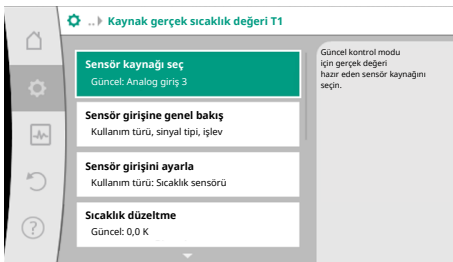 .. Kaynak gerçek sıcaklık değeri T1
Sensör kaynağı seç
Güncel: Analog giriş 3
Sensör girişine genel bakış
Kullanım türü, sinyal tipi, işlev
Sensör girişini ayarla
Kullanım türü: Sıcaklık sensörü
Sıcaklık düzeltme
Güncel: 0,0 K
Güncel kontrol modu
için gerçek değeri
hazır eden sensör kaynağını
seçin.